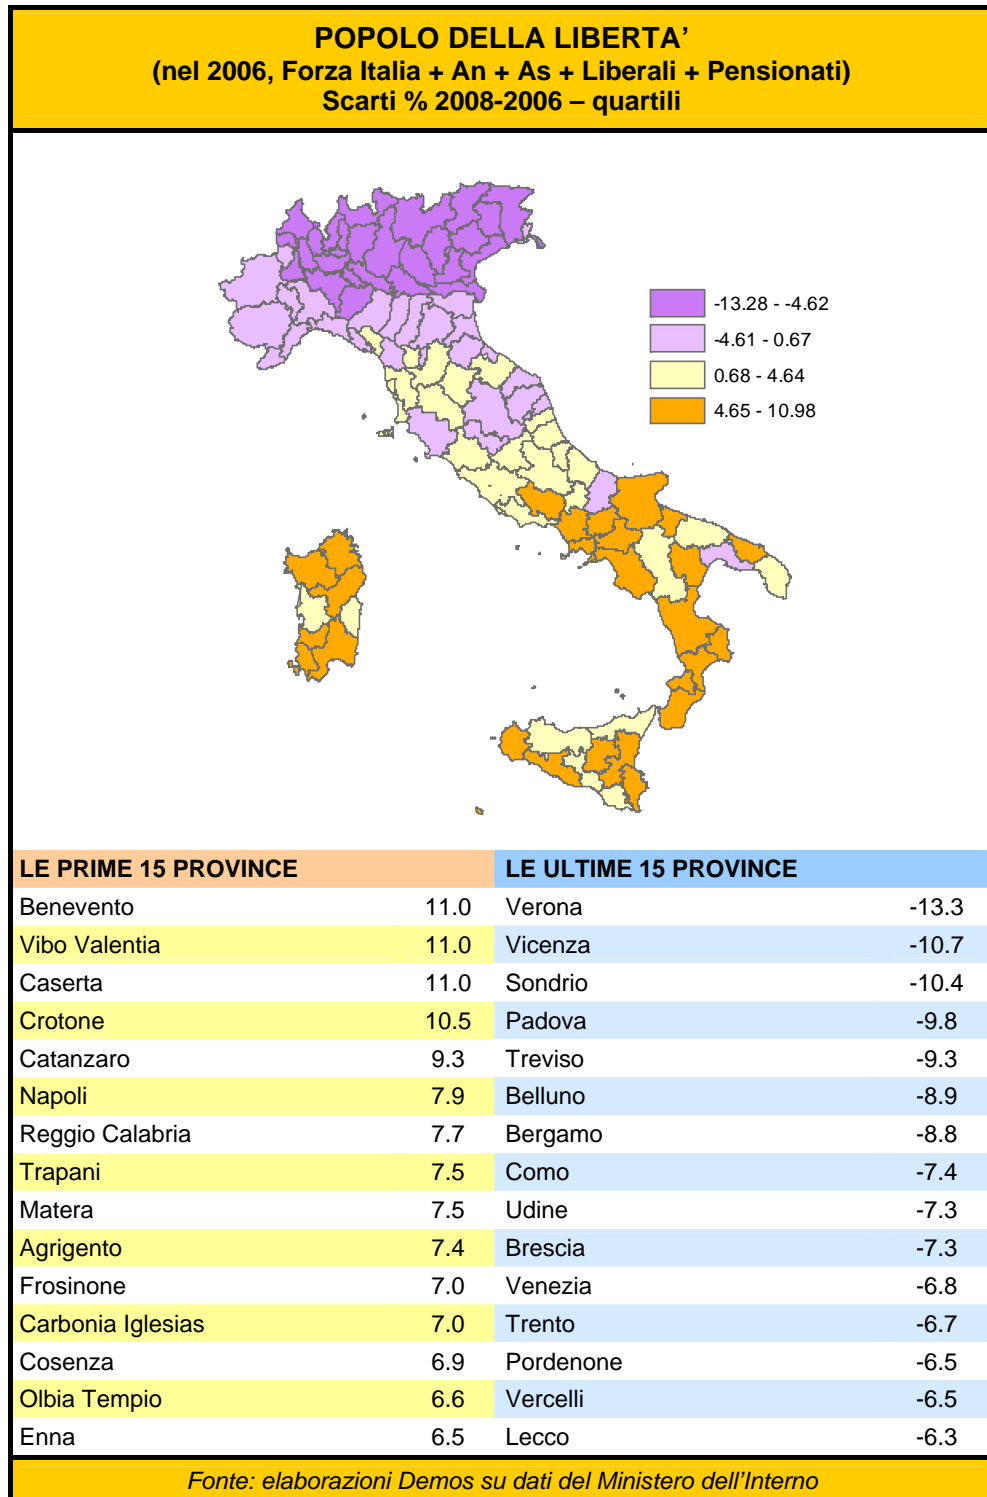 POPOLO DELLA LIBERTA’
(nel 2006, Forza Italia + An + As + Liberali + Pensionati)
Scarti % 2008-2006 – quartili
-13.28 - -4.62
-4.61 - 0.67
0.68 - 4.64
4.65 - 10.98
LE PRIME 15 PROVINCE LE ULTIME 15 PROVINCE
Benevento 11.0 Verona -13.3
Vibo Valentia 11.0 Vicenza -10.7
Caserta 11.0 Sondrio -10.4
Crotone 10.5 Padova -9.8
Catanzaro 9.3 Treviso -9.3
Napoli 7.9 Belluno -8.9
Reggio Calabria 7.7 Bergamo -8.8
Trapani 7.5 Como -7.4
Matera 7.5 Udine -7.3
Agrigento 7.4 Brescia -7.3
Frosinone 7.0 Venezia -6.8
Carbonia Iglesias 7.0 Trento -6.7
Cosenza 6.9 Pordenone -6.5
Olbia Tempio 6.6 Vercelli -6.5
Enna 6.5 Lecco -6.3
Fonte: elaborazioni Demos su dati del Ministero dell’Interno